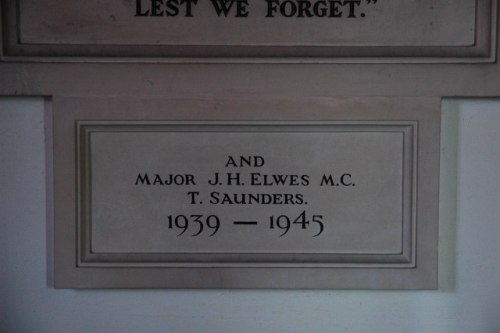 LEST WE FORGET."
AND
MAJOR J. H. ELWES M.C.
T. SAUNDERS.
1939 — 1945